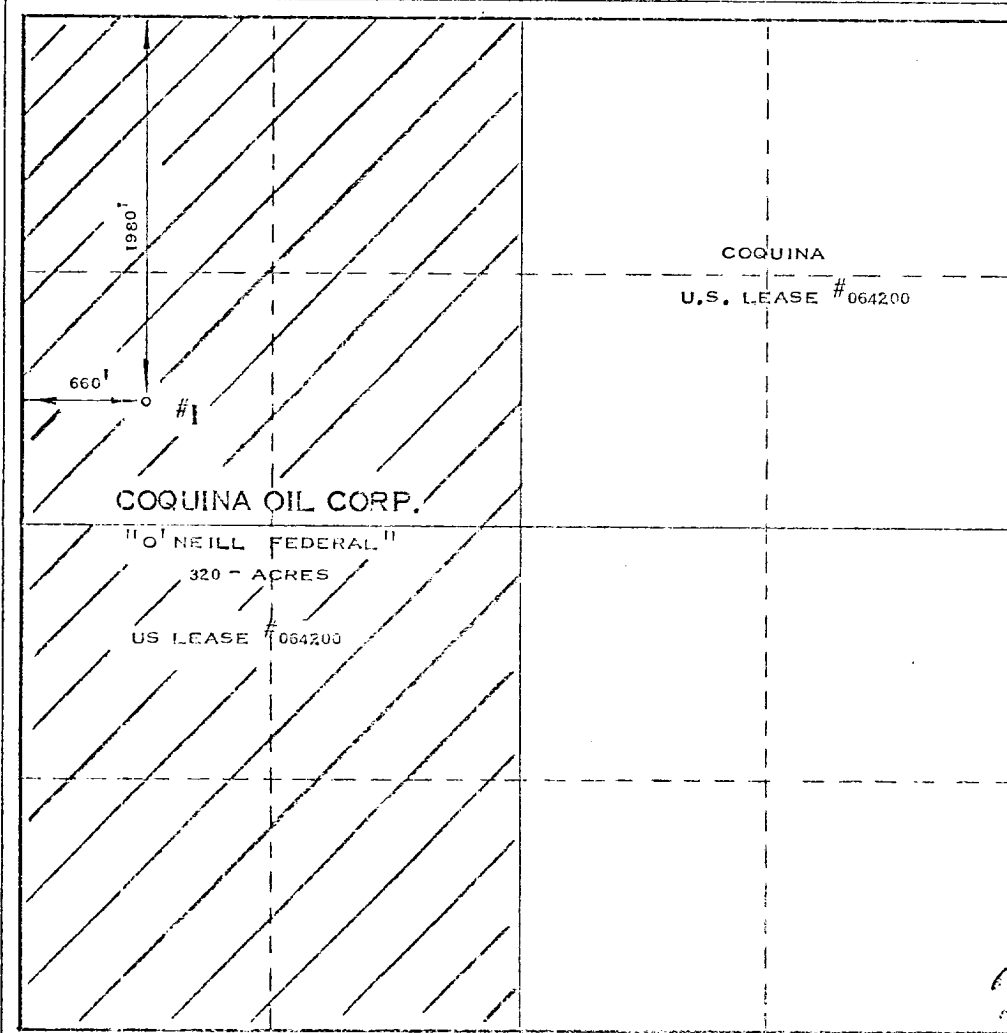 1980'
COQUINA
U.S. LEASE #064200
660'
#1
COQUINA OIL CORP.
"O'NEILL FEDERAL"
320 - ACRES
US LEASE #064200